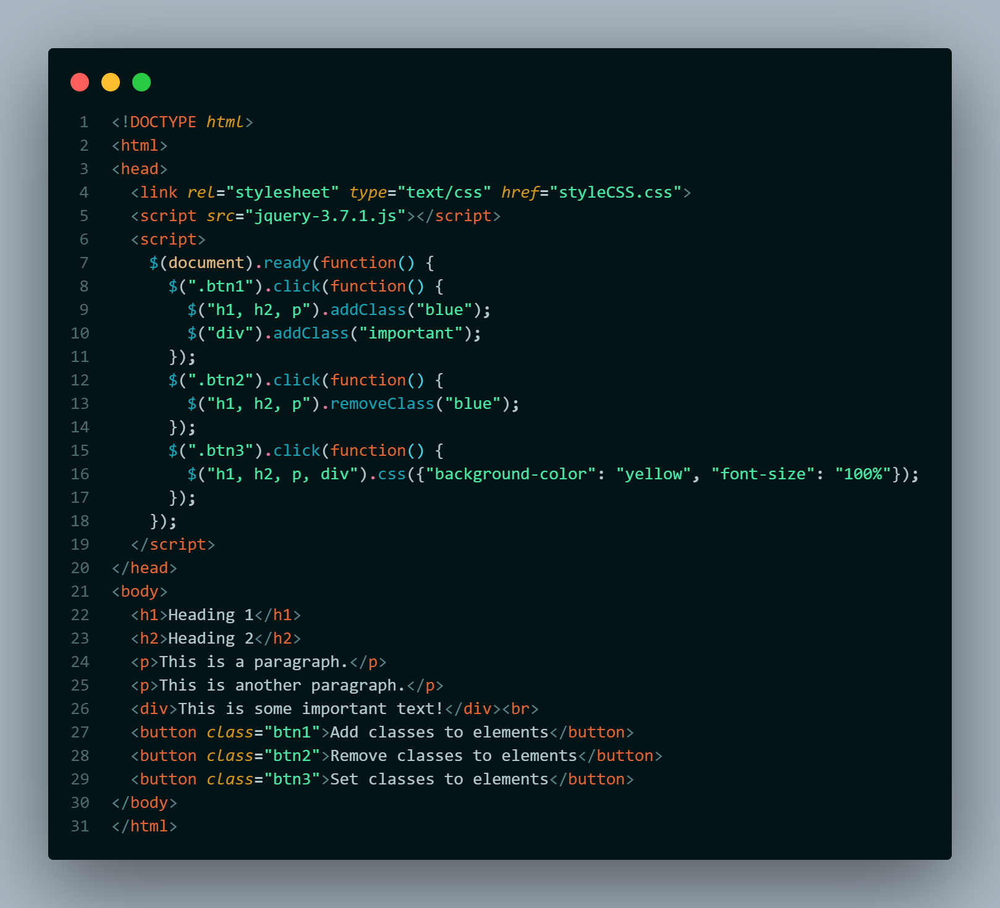 1 <!DOCTYPE html>
2 <html>
3 <head>
4   <link rel="stylesheet" type="text/css" href="styleCSS.css">
5   <script src="jquery-3.7.1.js"></script>
6   <script>
7     $(document).ready(function() {
8       $(".btn1").click(function() {
9         $("h1, h2, p").addClass("blue");
10         $("div").addClass("important");
11       });
12       $(".btn2").click(function() {
13         $("h1, h2, p").removeClass("blue");
14       });
15       $(".btn3").click(function() {
16         $("h1, h2, p, div").css({"background-color": "yellow", "font-size": "100%"});
17       });
18     });
19   </script>
20 </head>
21 <body>
22   <h1>Heading 1</h1>
23   <h2>Heading 2</h2>
24   <p>This is a paragraph.</p>
25   <p>This is another paragraph.</p>
26   <div>This is some important text!</div><br>
27   <button class="btn1">Add classes to elements</button>
28   <button class="btn2">Remove classes to elements</button>
29   <button class="btn3">Set classes to elements</button>
30 </body>
31 </html>